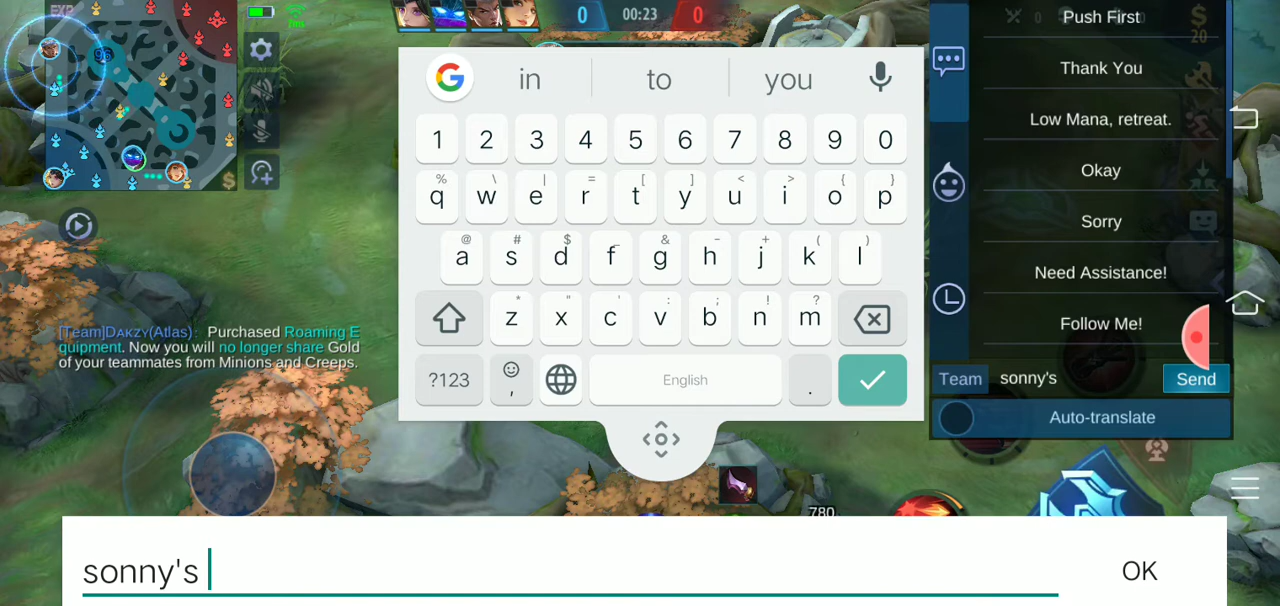 EXP
0
00:23
0
0
$
20
Push First
Thank You
Low Mana, retreat.
Okay
Sorry
Need Assistance!
Follow Me!
Team sonny's Send
Auto-translate
G in to you
1 2 3 4 5 6 7 8 9 0
% \ | = [ ] < > { }
q w e r t y u i o p
@ # $ _ & - + ( )
a s d f g h j k l
* " ' : ; ! ?
z x c v b n m
?123 , English .
[Team]DAKZY(Atlas): Purchased Roaming E
quipment. Now you will no longer share Gold
of your teammates from Minions and Creeps.
780
sonny's
OK